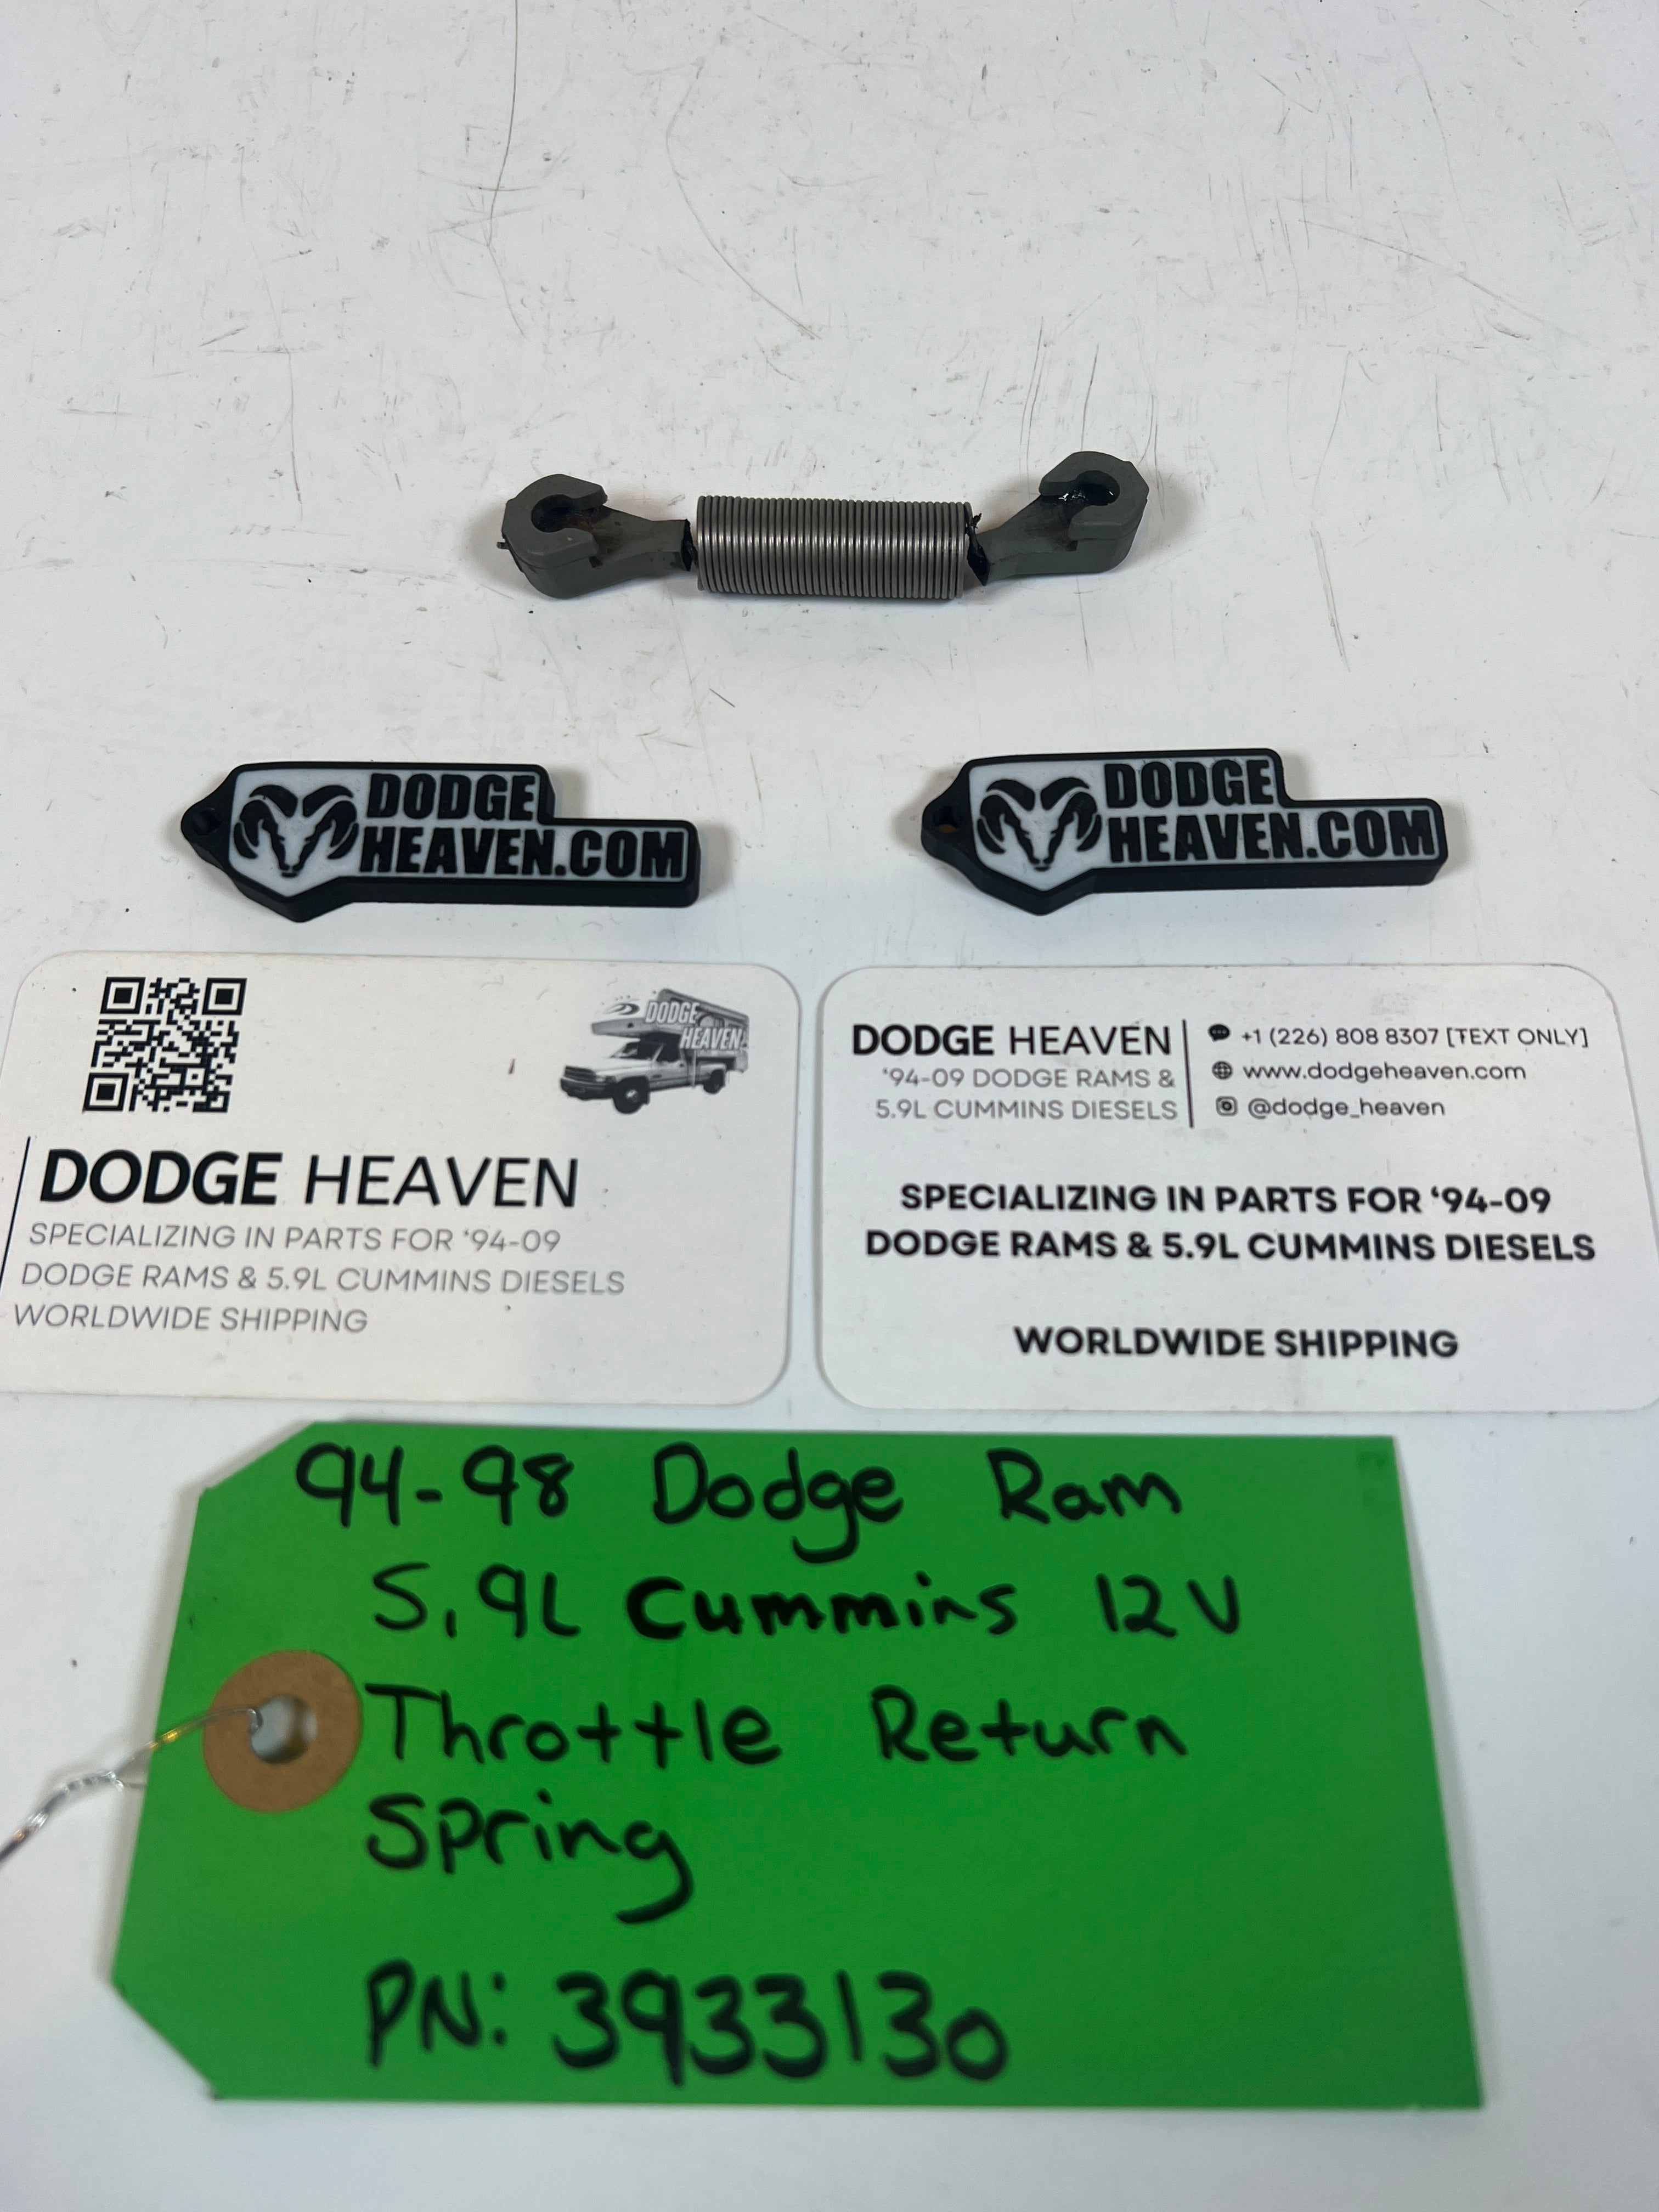 DODGE
HEAVEN.COM
DODGE
HEAVEN.COM
DODGE
HEAVEN
DODGE HEAVEN
SPECIALIZING IN PARTS FOR ‘94-09
DODGE RAMS & 5.9L CUMMINS DIESELS
WORLDWIDE SHIPPING
DODGE HEAVEN
‘94-09 DODGE RAMS &
5.9L CUMMINS DIESELS
+1 (226) 808 8307 [TEXT ONLY]
www.dodgeheaven.com
@dodge_heaven
SPECIALIZING IN PARTS FOR ‘94-09
DODGE RAMS & 5.9L CUMMINS DIESELS
WORLDWIDE SHIPPING
94-98 Dodge Ram
5.9L Cummins 12V
Throttle Return
Spring
PN: 3933130